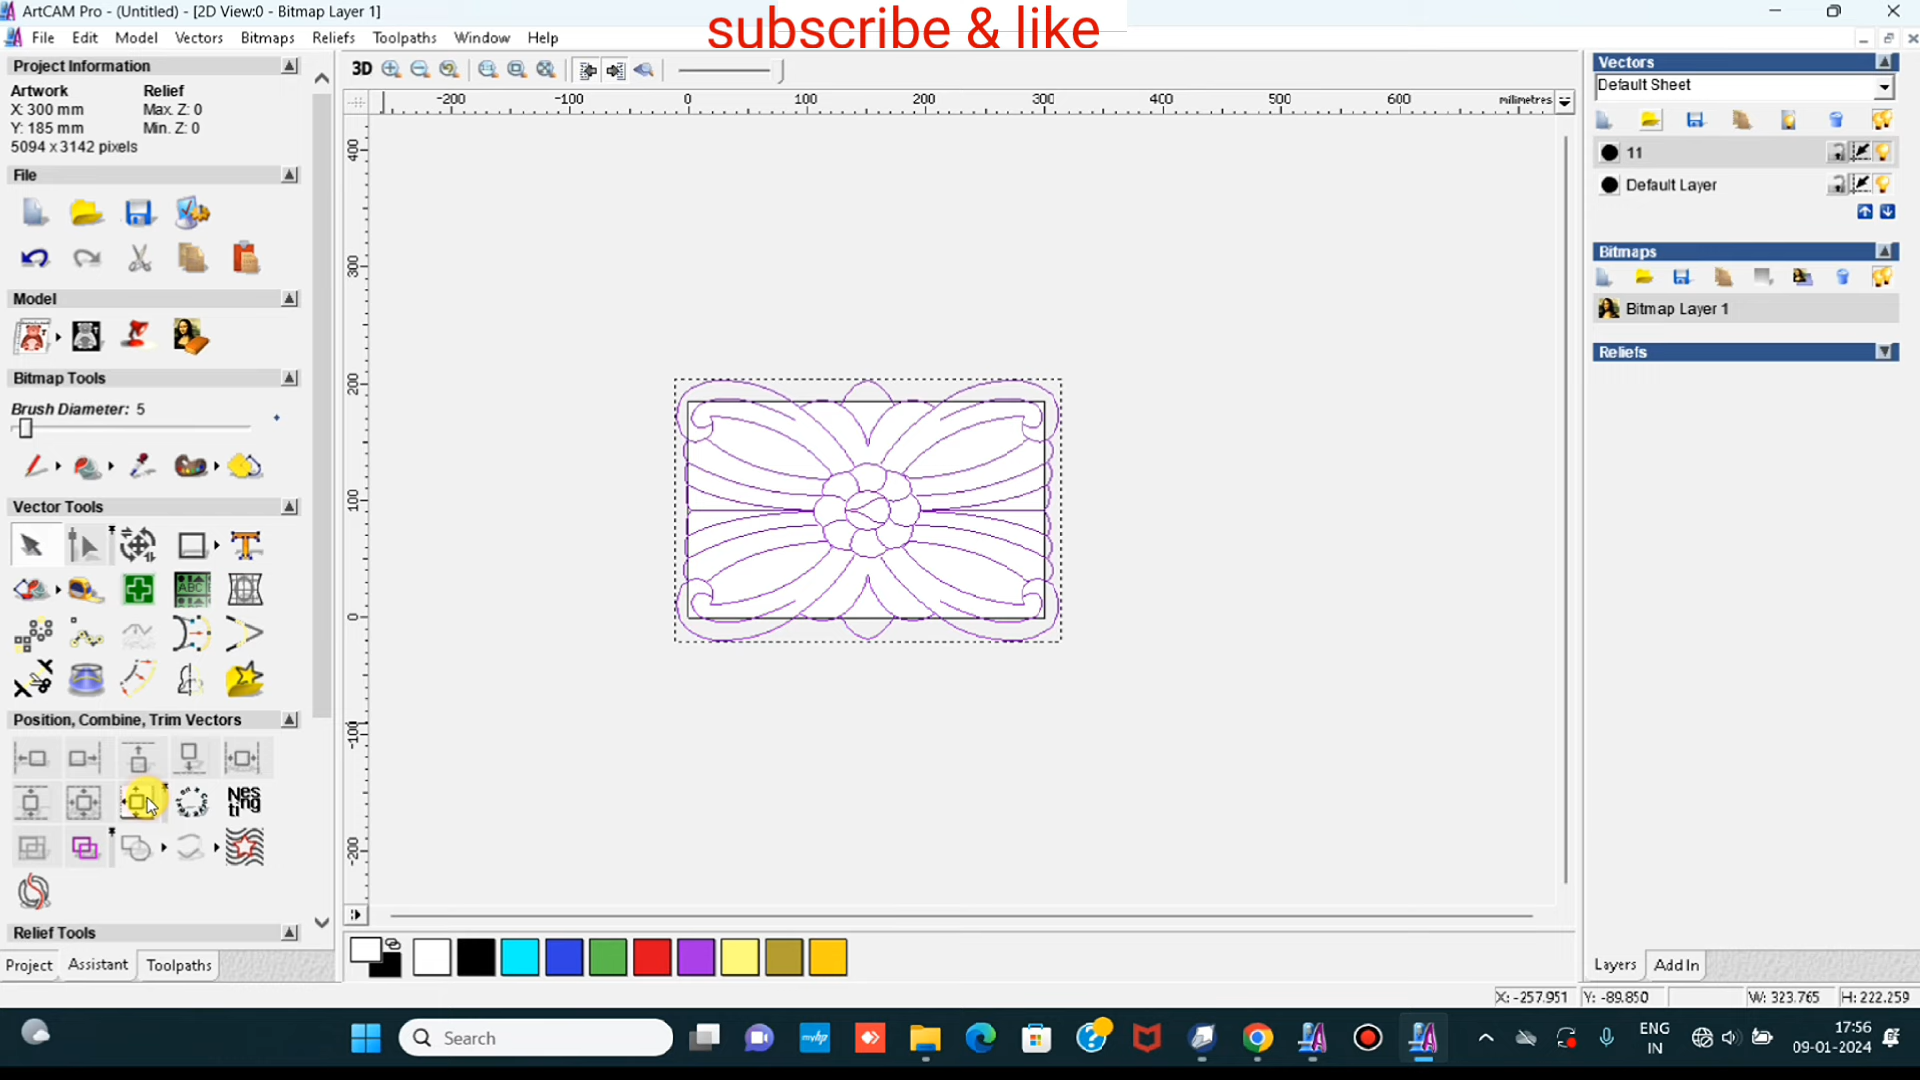 ArtCAM Pro - (Untitled) - [2D View:0 - Bitmap Layer 1]
subscribe & like
File Edit Model Vectors Bitmaps Reliefs Toolpaths Window Help
Project Information
Artwork Relief
X: 300 mm Max. Z: 0
Y: 185 mm Min. Z: 0
5094 x 3142 pixels
File
Model
Bitmap Tools
Brush Diameter: 5
Vector Tools
ABC
Position, Combine, Trim Vectors
Nes
ting
Relief Tools
Project Assistant Toolpaths
3D
-200 -100 0 100 200 300 400 500 600 millimetres
400
300
200
100
0
-100
-200
Vectors
Default Sheet
11
Default Layer
Bitmaps
Bitmap Layer 1
Reliefs
Layers Add In
X: -257.951 Y: -89.850 W: 323.765 H: 222.259
Search
myhp
ENG
IN
17:56
09-01-2024